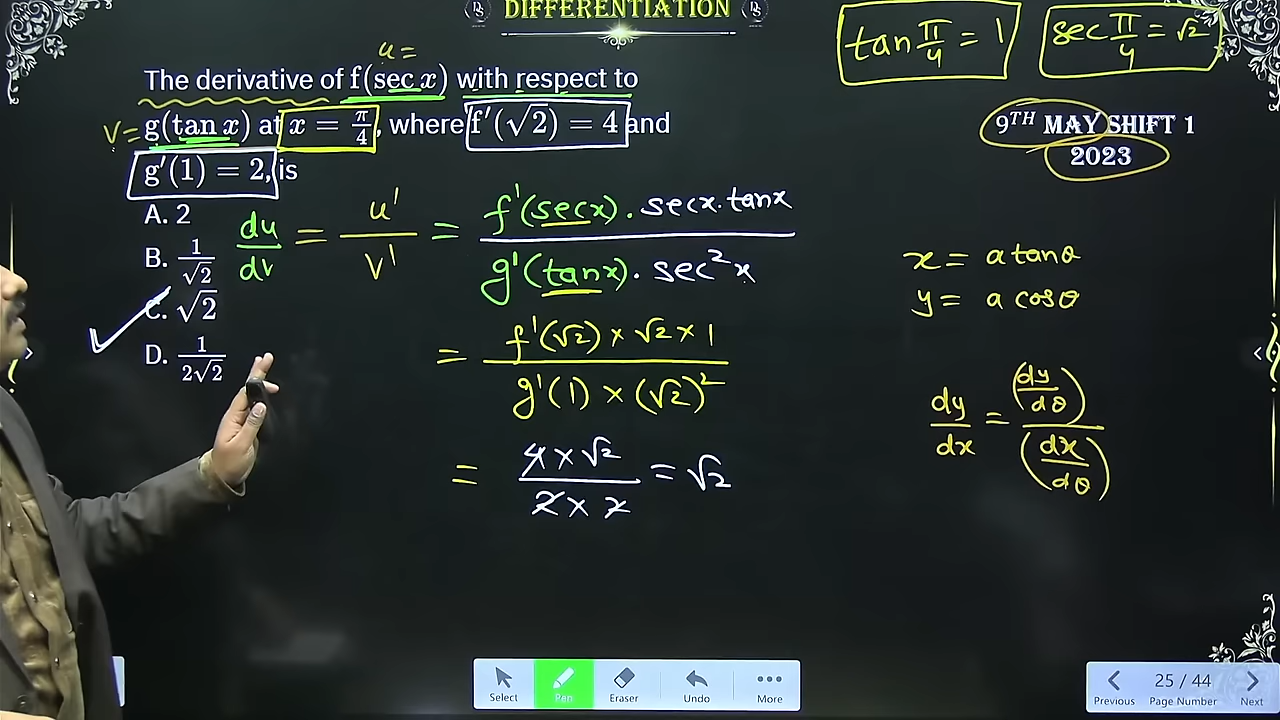 DIFFERENTIATION
tan π/4 = 1
sec π/4 = √2
u =
The derivative of f(sec x) with respect to
v = g(tan x) at x = π/4, where f′(√2) = 4 and
g′(1) = 2, is
9TH MAY SHIFT 1
2023
A. 2
B. 1/√2
C. √2
D. 1/2√2
du/dv = u'/v' = f'(secx) . secx.tanx / g'(tanx) . sec²x
= f'(√2) × √2 × 1 / g'(1) × (√2)²
= 4 × √2 / 2 × 2 = √2
x = a tanθ
y = a cosθ
dy/dx = (dy/dθ) / (dx/dθ)
Select Pen Eraser Undo More
25 / 44
Previous Page Number Next